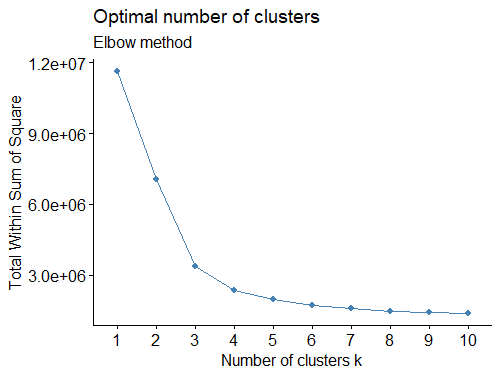 Optimal number of clusters
Elbow method
Total Within Sum of Square
1.2e+07
9.0e+06
6.0e+06
3.0e+06
1 2 3 4 5 6 7 8 9 10
Number of clusters k